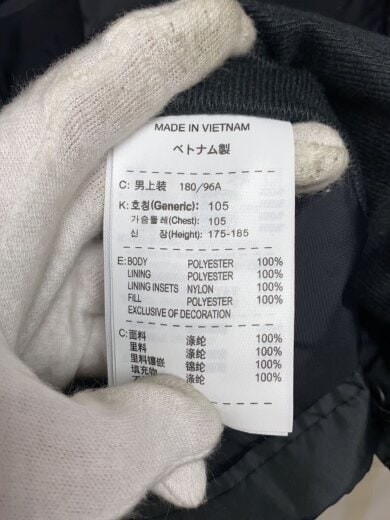 MADE IN VIETNAM
ベトナム製
C: 男上装 180/96A
K: 호칭(Generic): 105
가슴둘레(Chest): 105
신 장(Height): 175-185
E: BODY POLYESTER 100%
LINING POLYESTER 100%
LINING INSETS NYLON 100%
FILL POLYESTER 100%
EXCLUSIVE OF DECORATION
C: 面料 涤纶 100%
里料 涤纶 100%
里料镶嵌 锦纶 100%
填充物 涤纶 100%